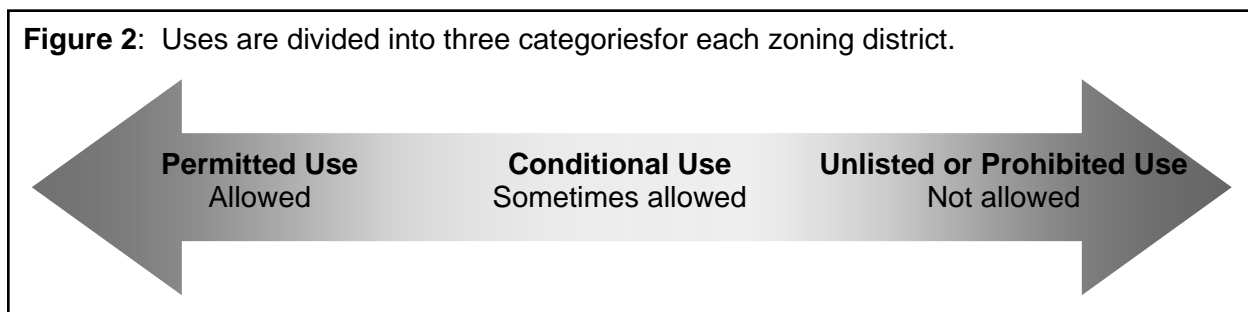 Figure 2:  Uses are divided into three categoriesfor each zoning district.
Permitted Use
Allowed
Conditional Use
Sometimes allowed
Unlisted or Prohibited Use
Not allowed